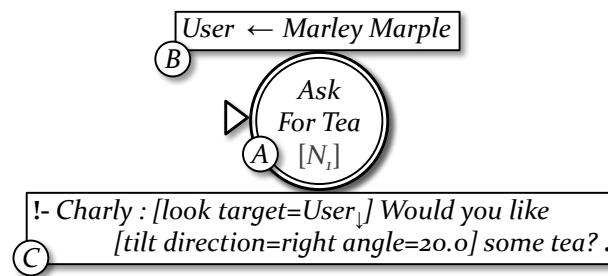 User ← Marley Marple
B
Ask
For Tea
A
[N₁]
!- Charly : [look target=User↓] Would you like
[tilt direction=right angle=20.0] some tea? .
C